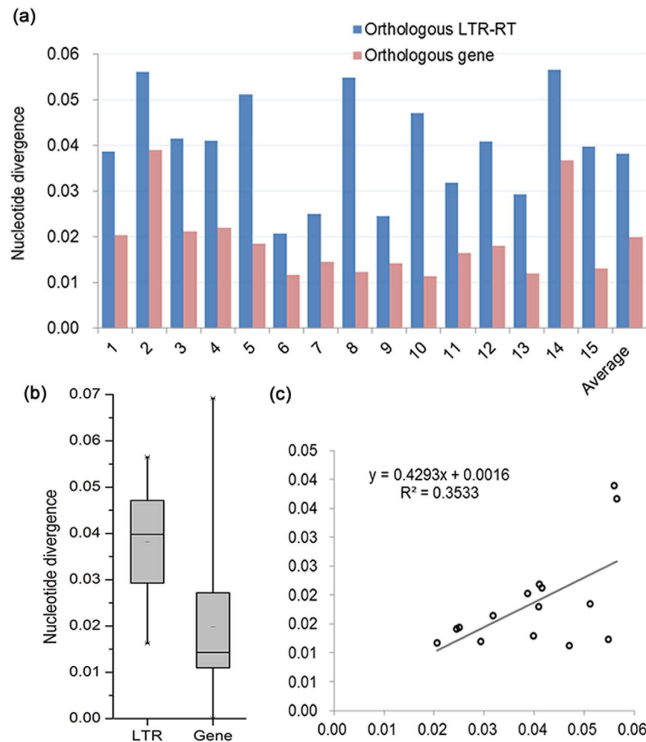 (a)
Orthologous LTR-RT
Orthologous gene
Nucleotide divergence
0.06
0.05
0.04
0.03
0.02
0.01
0.00
1 2 3 4 5 6 7 8 9 10 11 12 13 14 15 Average
(b)
Nucleotide divergence
0.07
0.06
0.05
0.04
0.03
0.02
0.01
0.00
LTR Gene
(c)
y = 0.4293x + 0.0016
R² = 0.3533
0.05
0.04
0.04
0.03
0.03
0.02
0.02
0.01
0.01
0.00
0.00 0.01 0.02 0.03 0.04 0.05 0.06